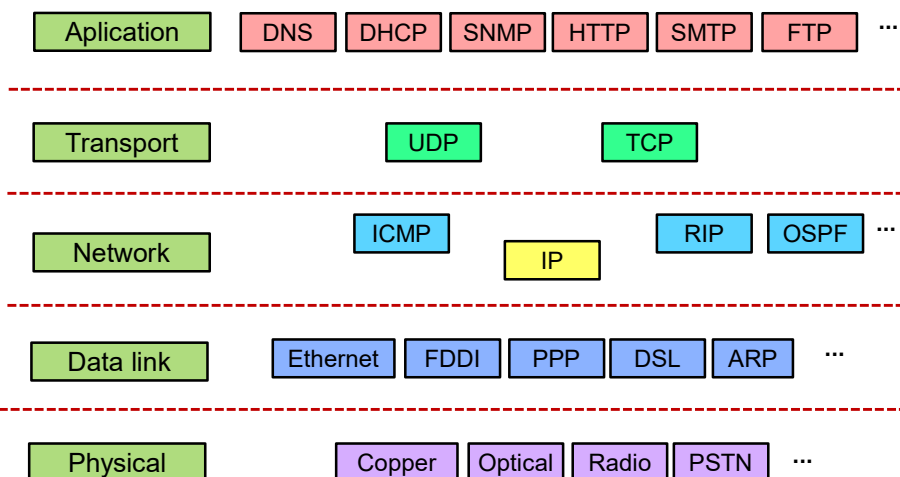 Aplication DNS DHCP SNMP HTTP SMTP FTP ...
Transport UDP TCP
Network ICMP IP RIP OSPF ...
Data link Ethernet FDDI PPP DSL ARP ...
Physical Copper Optical Radio PSTN ...